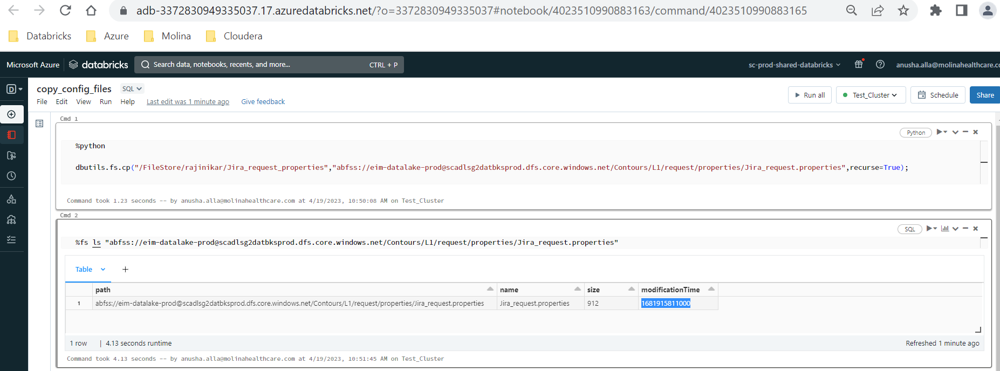 adb-3372830949335037.17.azuredatabricks.net/?o=3372830949335037#notebook/4023510990883163/command/4023510990883165
Databricks Azure Molina Cloudera
Microsoft Azure databricks Search data, notebooks, recents, and more... CTRL + P sc-prod-shared-databricks anusha.alla@molinahealthcare.co
D copy_config_files SQL
File Edit View Run Help Last edit was 1 minute ago Give feedback Run all Test_Cluster Schedule Share
Cmd 1
Python
%python
dbutils.fs.cp("/FileStore/rajinikar/Jira_request_properties","abfss://eim-datalake-prod@scadlsg2datbksprod.dfs.core.windows.net/Contours/L1/request/properties/Jira_request.properties",recurse=True);
Command took 1.23 seconds -- by anusha.alla@molinahealthcare.com at 4/19/2023, 10:50:08 AM on Test_Cluster
Cmd 2
SQL
%fs ls "abfss://eim-datalake-prod@scadlsg2datbksprod.dfs.core.windows.net/Contours/L1/request/properties/Jira_request.properties"
Table +
path name size modificationTime
1 abfss://eim-datalake-prod@scadlsg2datbksprod.dfs.core.windows.net/Contours/L1/request/properties/Jira_request.properties Jira_request.properties 912 1681915811000
1 row | 4.13 seconds runtime Refreshed 1 minute ago
Command took 4.13 seconds -- by anusha.alla@molinahealthcare.com at 4/19/2023, 10:51:45 AM on Test_Cluster